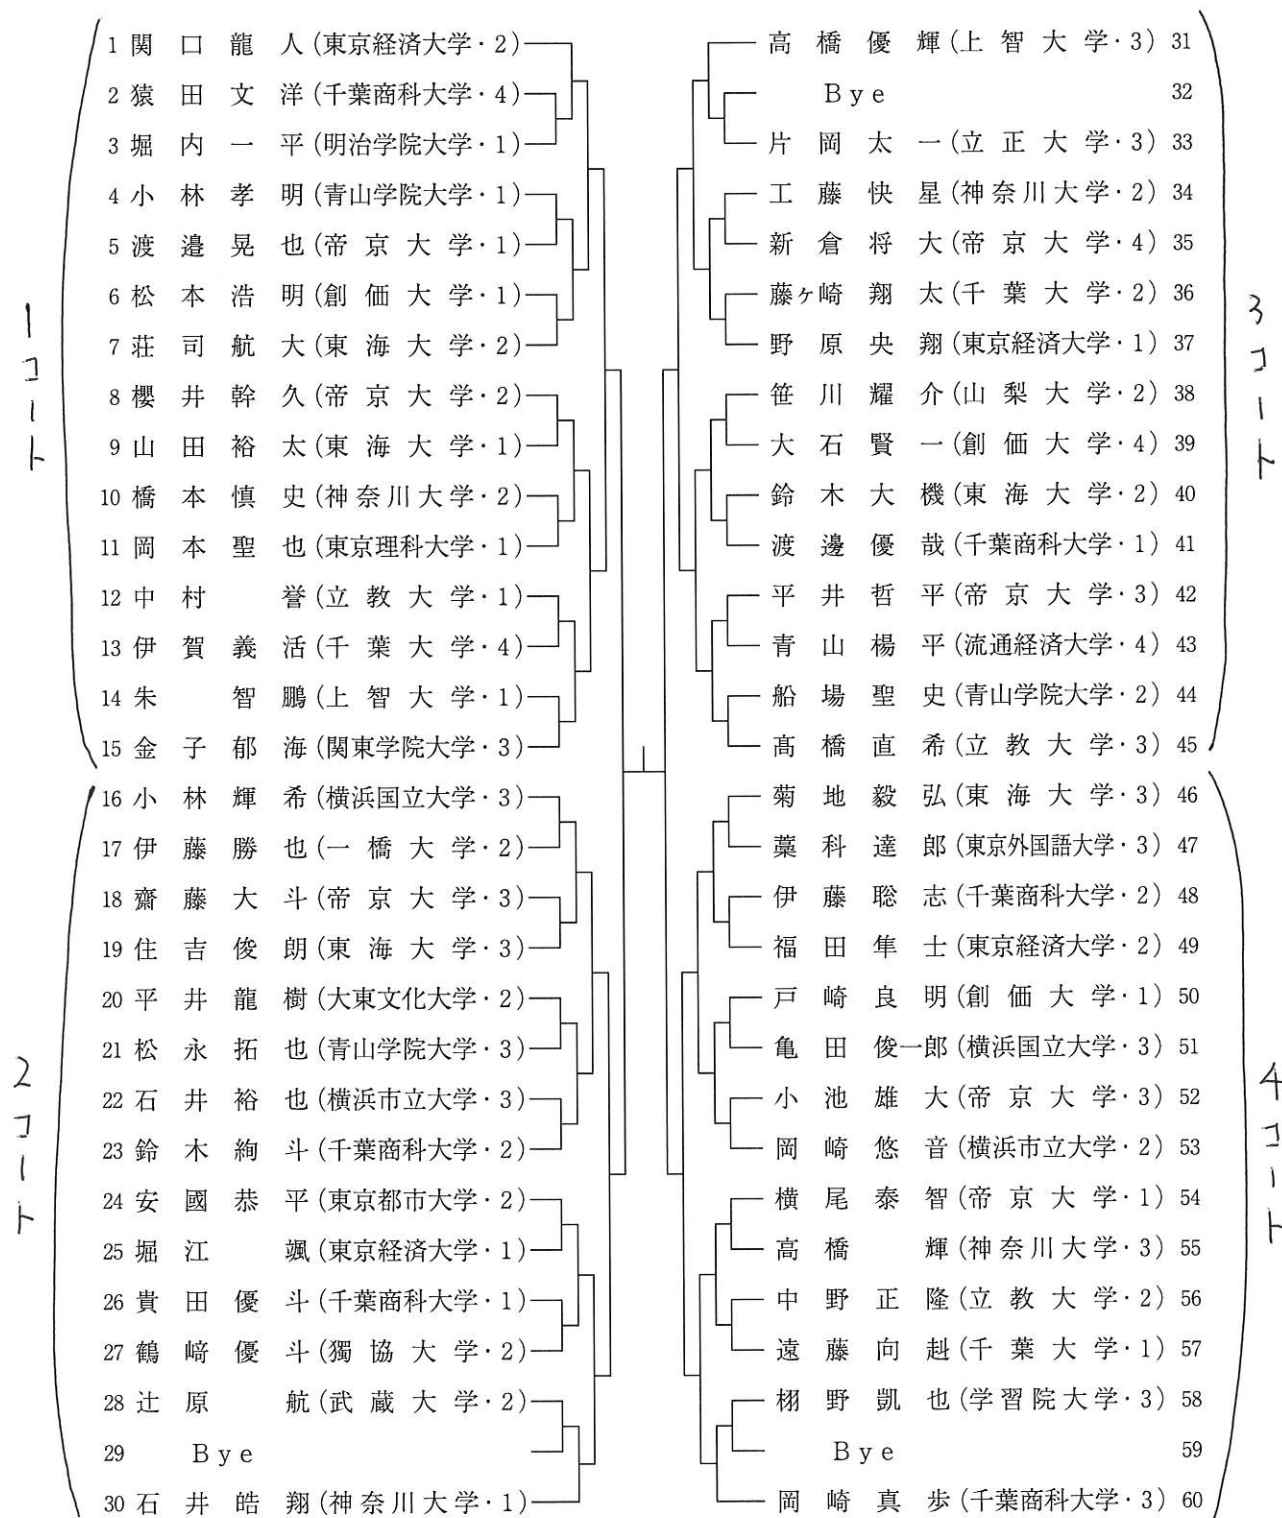 1コート
1 関口龍人(東京経済大学・2)
2 猿田文洋(千葉商科大学・4)
3 堀内一平(明治学院大学・1)
4 小林孝明(青山学院大学・1)
5 渡邉晃也(帝京大学・1)
6 松本浩明(創価大学・1)
7 荘司航大(東海大学・2)
8 櫻井幹久(帝京大学・2)
9 山田裕太(東海大学・1)
10 橋本慎史(神奈川大学・2)
11 岡本聖也(東京理科大学・1)
12 中村誉(立教大学・1)
13 伊賀義活(千葉大学・4)
14 朱智鵬(上智大学・1)
15 金子郁海(関東学院大学・3)
2コート
16 小林輝希(横浜国立大学・3)
17 伊藤勝也(一橋大学・2)
18 齋藤大斗(帝京大学・3)
19 住吉俊朗(東海大学・3)
20 平井龍樹(大東文化大学・2)
21 松永拓也(青山学院大学・3)
22 石井裕也(横浜市立大学・3)
23 鈴木絢斗(千葉商科大学・2)
24 安國恭平(東京都市大学・2)
25 堀江颯(東京経済大学・1)
26 貴田優斗(千葉商科大学・1)
27 鶴﨑優斗(獨協大学・2)
28 辻原航(武蔵大学・2)
29 Bye
30 石井皓翔(神奈川大学・1)
3コート
高橋優輝(上智大学・3) 31
Bye 32
片岡太一(立正大学・3) 33
工藤快星(神奈川大学・2) 34
新倉将大(帝京大学・4) 35
藤ヶ崎翔太(千葉大学・2) 36
野原央翔(東京経済大学・1) 37
笹川耀介(山梨大学・2) 38
大石賢一(創価大学・4) 39
鈴木大機(東海大学・2) 40
渡邊優哉(千葉商科大学・1) 41
平井哲平(帝京大学・3) 42
青山楊平(流通経済大学・4) 43
船場聖史(青山学院大学・2) 44
髙橋直希(立教大学・3) 45
4コート
菊地毅弘(東海大学・3) 46
藁科達郎(東京外国語大学・3) 47
伊藤聡志(千葉商科大学・2) 48
福田隼士(東京経済大学・2) 49
戸崎良明(創価大学・1) 50
亀田俊一郎(横浜国立大学・3) 51
小池雄大(帝京大学・3) 52
岡崎悠音(横浜市立大学・2) 53
横尾泰智(帝京大学・1) 54
高橋輝(神奈川大学・3) 55
中野正隆(立教大学・2) 56
遠藤向赳(千葉大学・1) 57
栩野凱也(学習院大学・3) 58
Bye 59
岡崎真歩(千葉商科大学・3) 60